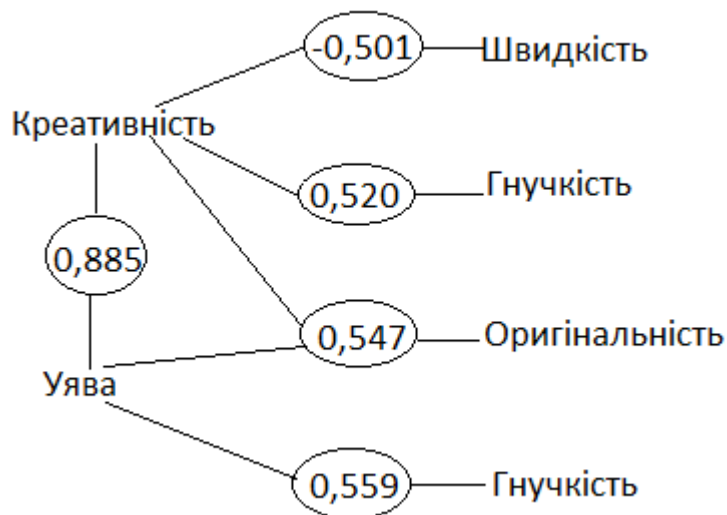 -0,501
Швидкість
Креативність
0,520
Гнучкість
0,885
0,547
Оригінальність
Уява
0,559
Гнучкість